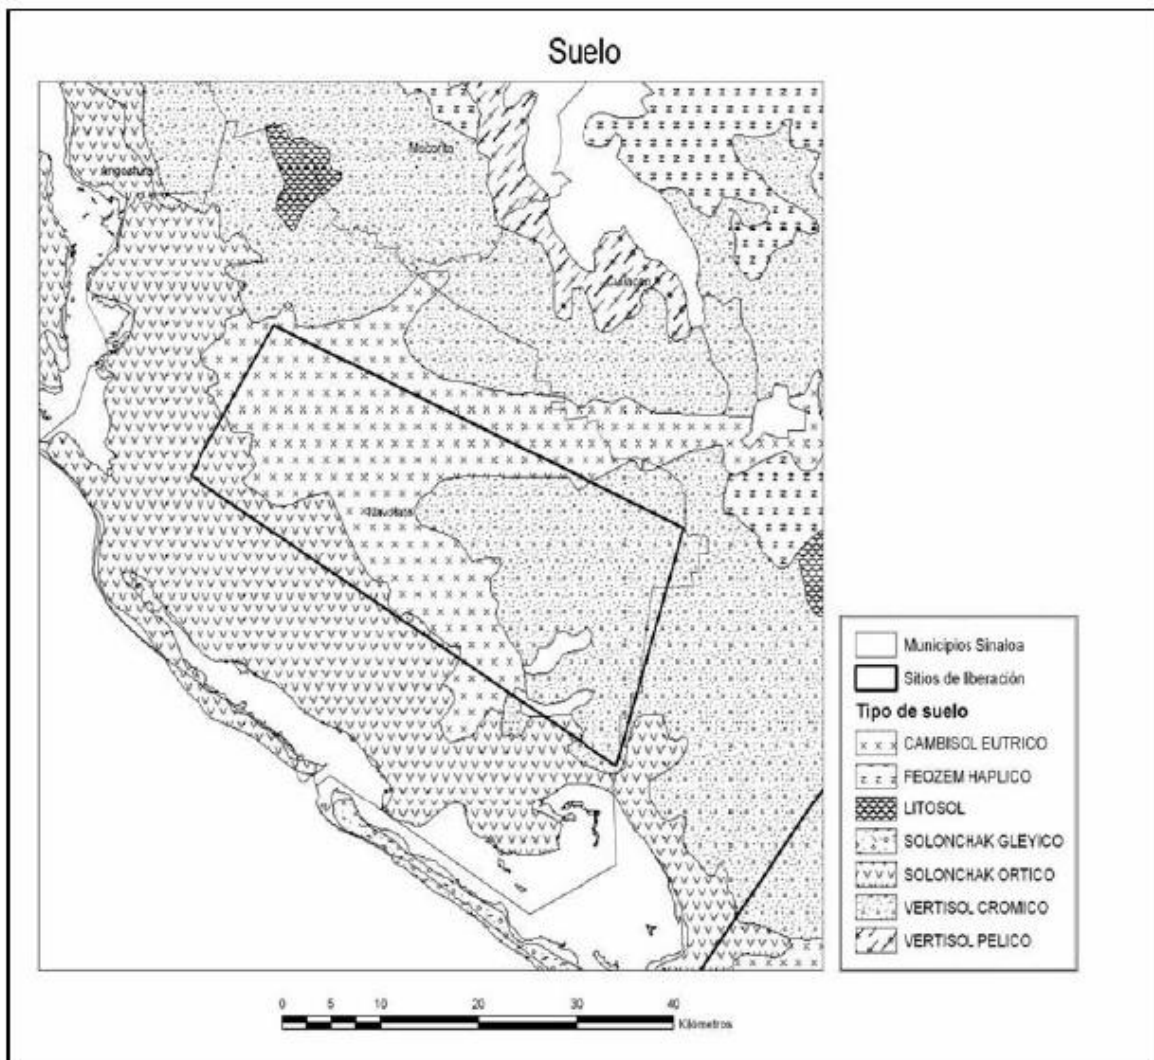 Suelo
Mocorito
Angostura
Culiacán
Navolato
Municipios Sinaloa
Sitios de liberación
Tipo de suelo
CAMBISOL EUTRICO
FEOZEM HAPLICO
LITOSOL
SOLONCHAK GLEYICO
SOLONCHAK ORTICO
VERTISOL CROMICO
VERTISOL PELICO
0 5 10 20 30 40
Kilómetros